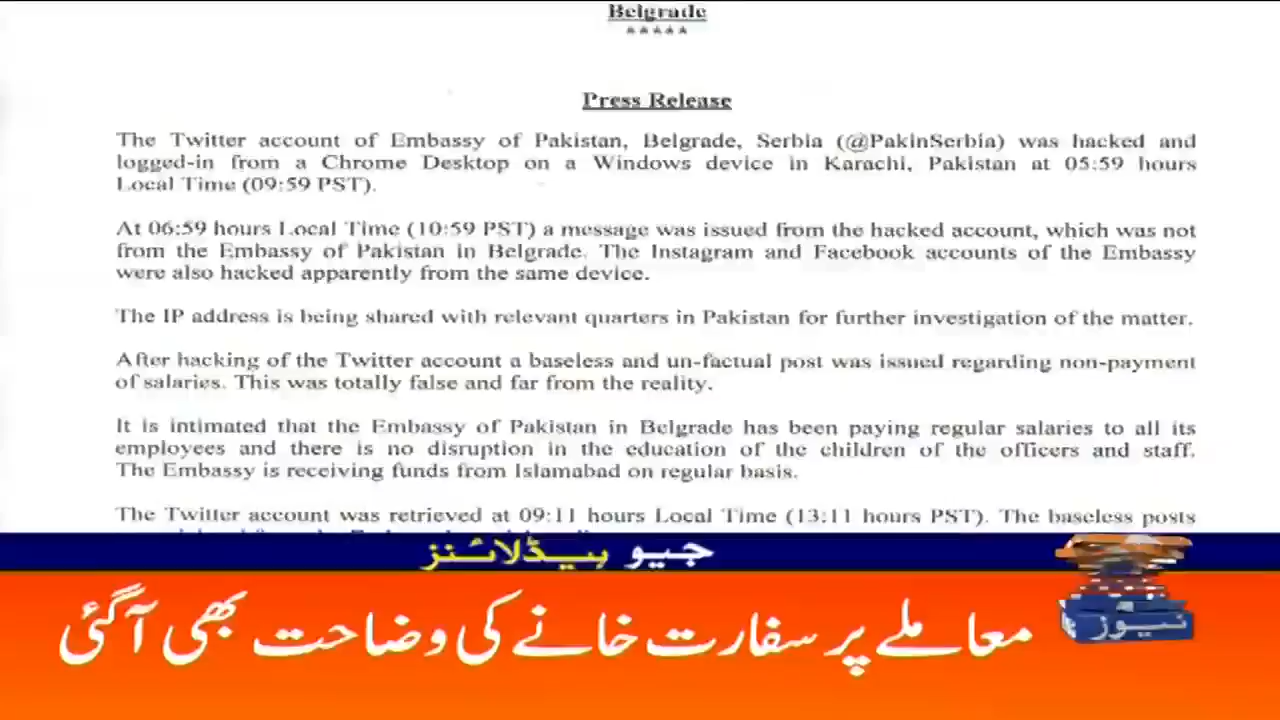 Belgrade
*****
Press Release
The Twitter account of Embassy of Pakistan, Belgrade, Serbia (@PakinSerbia) was hacked and
logged-in from a Chrome Desktop on a Windows device in Karachi, Pakistan at 05:59 hours
Local Time (09:59 PST).
At 06:59 hours Local Time (10:59 PST) a message was issued from the hacked account, which was not
from the Embassy of Pakistan in Belgrade. The Instagram and Facebook accounts of the Embassy
were also hacked apparently from the same device.
The IP address is being shared with relevant quarters in Pakistan for further investigation of the matter.
After hacking of the Twitter account a baseless and un-factual post was issued regarding non-payment
of salaries. This was totally false and far from the reality.
It is intimated that the Embassy of Pakistan in Belgrade has been paying regular salaries to all its
employees and there is no disruption in the education of the children of the officers and staff.
The Embassy is receiving funds from Islamabad on regular basis.
The Twitter account was retrieved at 09:11 hours Local Time (13:11 hours PST). The baseless posts
جیو ہیڈلائنز
معاملے پر سفارت خانے کی وضاحت بھی آگئی
نیوز